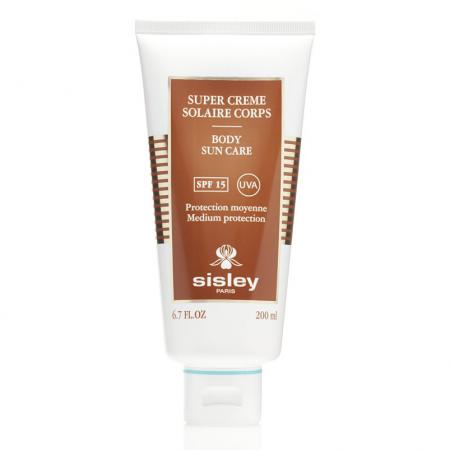 SUPER CREME
SOLAIRE CORPS
BODY
SUN CARE
SPF 15 UVA
Protection moyenne
Medium protection
sisley
PARIS
6.7 FL.OZ 200 ml